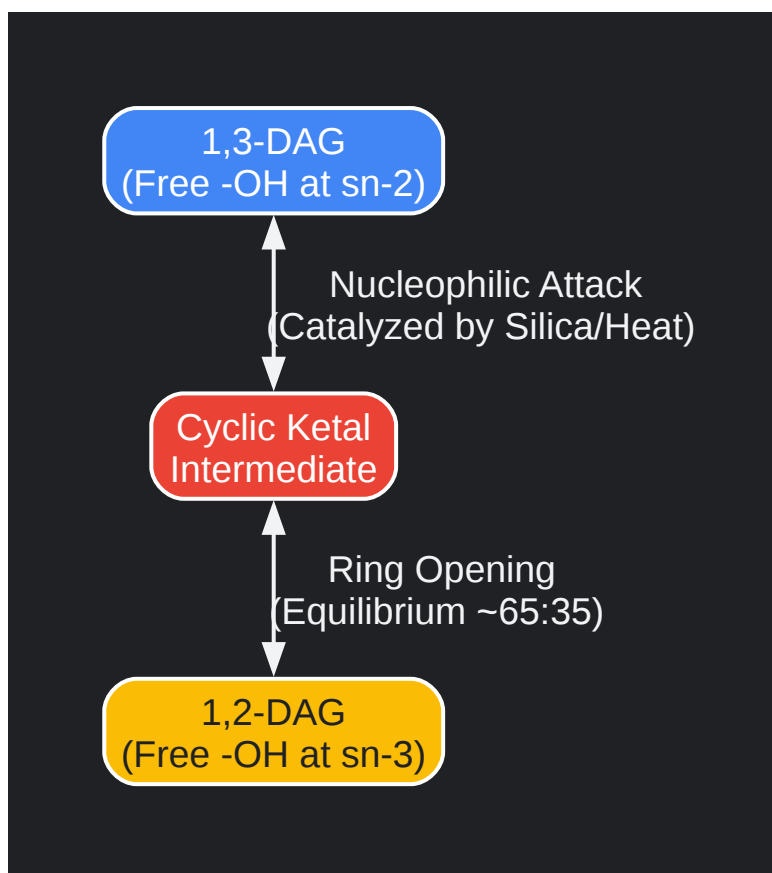 1,3-DAG
(Free -OH at sn-2)
Nucleophilic Attack
(Catalyzed by Silica/Heat)
Cyclic Ketal
Intermediate
Ring Opening
(Equilibrium ~65:35)
1,2-DAG
(Free -OH at sn-3)